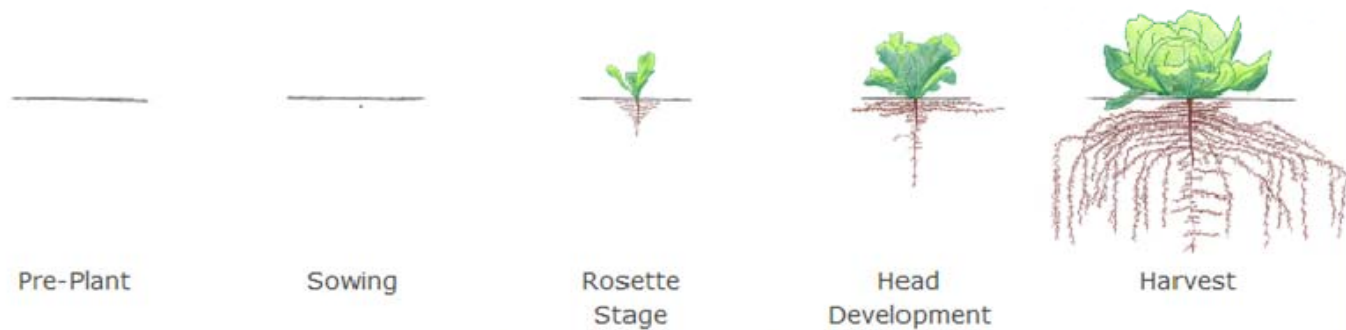 Pre-Plant
Sowing
Rosette
Stage
Head
Development
Harvest